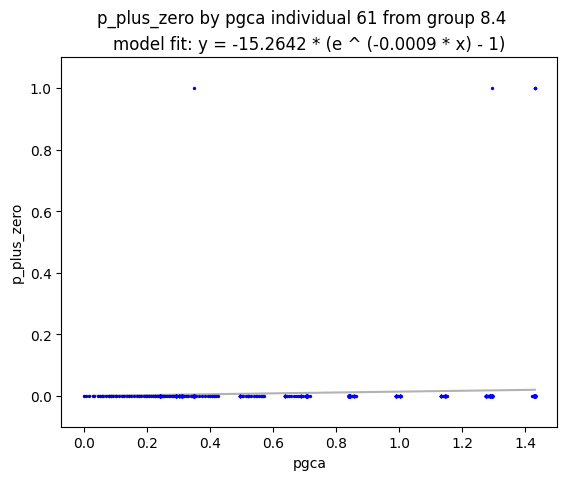 p_plus_zero by pgca individual 61 from group 8.4
model fit: y = -15.2642 * (e ^ (-0.0009 * x) - 1)
1.0
0.8
0.6
0.4
0.2
0.0
p_plus_zero
0.0 0.2 0.4 0.6 0.8 1.0 1.2 1.4
pgca